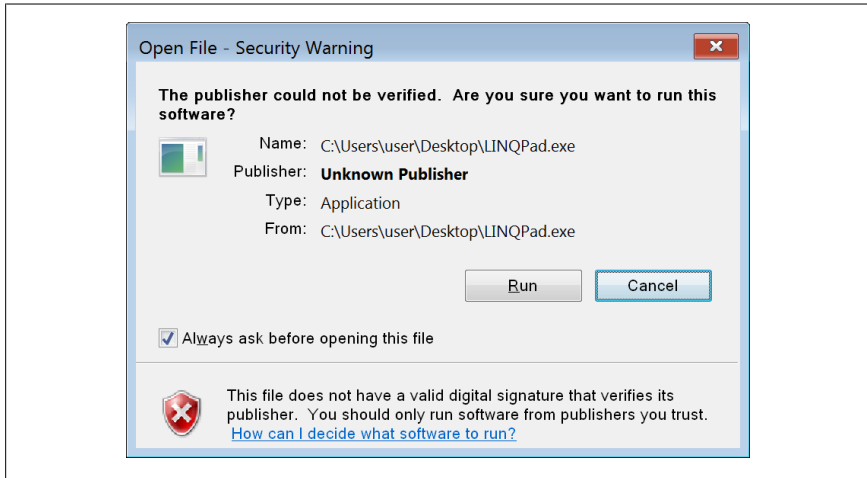 Open File - Security Warning
The publisher could not be verified. Are you sure you want to run this
software?
Name: C:\Users\user\Desktop\LINQPad.exe
Publisher: Unknown Publisher
Type: Application
From: C:\Users\user\Desktop\LINQPad.exe
Run Cancel
Always ask before opening this file
This file does not have a valid digital signature that verifies its
publisher. You should only run software from publishers you trust.
How can I decide what software to run?